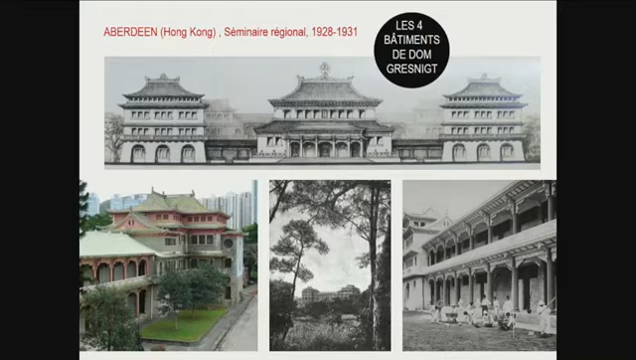 ABERDEEN (Hong Kong) , Séminaire régional, 1928-1931
LES 4
BÂTIMENTS
DE DOM
GRESNIGT